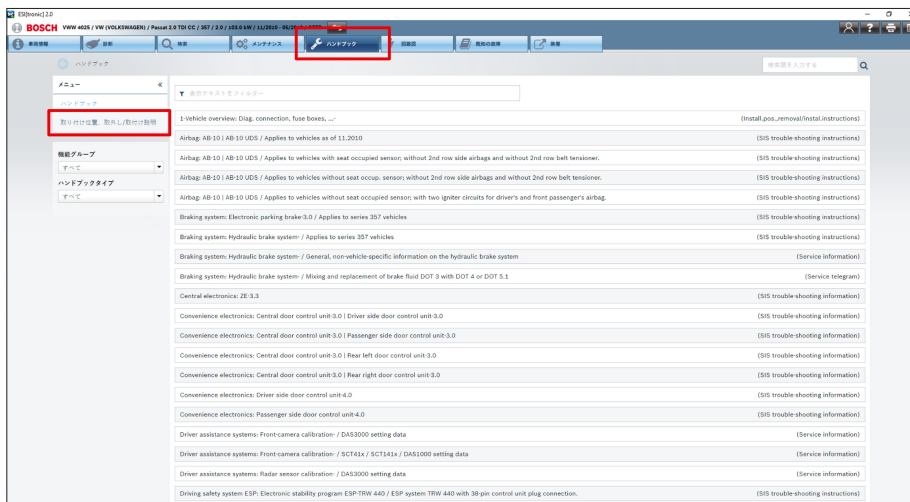 ESI[tronic] 2.0
BOSCH VWW 4025 / VW (VOLKSWAGEN) / Passat 2.0 TDI CC / 357 / 2.0 / 103.0 kW / 11/2010 -
車両情報 診断 検索 メンテナンス ハンドブック 回路図 既知の故障 装着
ハンドブック
検索語を入力する
メニュー «
表示テキストをフィルター
ハンドブック
取り付け位置、取外し/取付け説明
機能グループ
すべて
ハンドブックタイプ
すべて
1-Vehicle overview: Diag. connection, fuse boxes, ...- (Install.pos.,removal/instal.instructions)
Airbag: AB-10 | AB-10 UDS / Applies to vehicles as of 11.2010 (SIS trouble-shooting instructions)
Airbag: AB-10 | AB-10 UDS / Applies to vehicles with seat occupied sensor; without 2nd row side airbags and without 2nd row belt tensioner. (SIS trouble-shooting instructions)
Airbag: AB-10 | AB-10 UDS / Applies to vehicles without seat occup. sensor; without 2nd row side airbags and without 2nd row belt tensioner. (SIS trouble-shooting instructions)
Airbag: AB-10 | AB-10 UDS / Applies to vehicles without seat occupied sensor; with two igniter circuits for driver's and front passenger's airbag. (SIS trouble-shooting instructions)
Braking system: Electronic parking brake-3.0 / Applies to series 357 vehicles (SIS trouble-shooting instructions)
Braking system: Hydraulic brake system- / Applies to series 357 vehicles (SIS trouble-shooting instructions)
Braking system: Hydraulic brake system- / General, non-vehicle-specific information on the hydraulic brake system (Service information)
Braking system: Hydraulic brake system- / Mixing and replacement of brake fluid DOT 3 with DOT 4 or DOT 5.1 (Service telegram)
Central electronics: ZE-3.3 (SIS trouble-shooting information)
Convenience electronics: Central door control unit-3.0 | Driver side door control unit-3.0 (SIS trouble-shooting information)
Convenience electronics: Central door control unit-3.0 | Passenger side door control unit-3.0 (SIS trouble-shooting information)
Convenience electronics: Central door control unit-3.0 | Rear left door control unit-3.0 (SIS trouble-shooting information)
Convenience electronics: Central door control unit-3.0 | Rear right door control unit-3.0 (SIS trouble-shooting information)
Convenience electronics: Driver side door control unit-4.0 (SIS trouble-shooting information)
Convenience electronics: Passenger side door control unit-4.0 (SIS trouble-shooting information)
Driver assistance systems: Front-camera calibration- / DAS3000 setting data (Service information)
Driver assistance systems: Front-camera calibration- / SCT41x / SCT141x / DAS1000 setting data (Service information)
Driver assistance systems: Radar sensor calibration- / DAS3000 setting data (Service information)
Driving safety system ESP: Electronic stability program ESP-TRW 440 / ESP system TRW 440 with 38-pin control unit plug connection. (SIS trouble-shooting instructions)